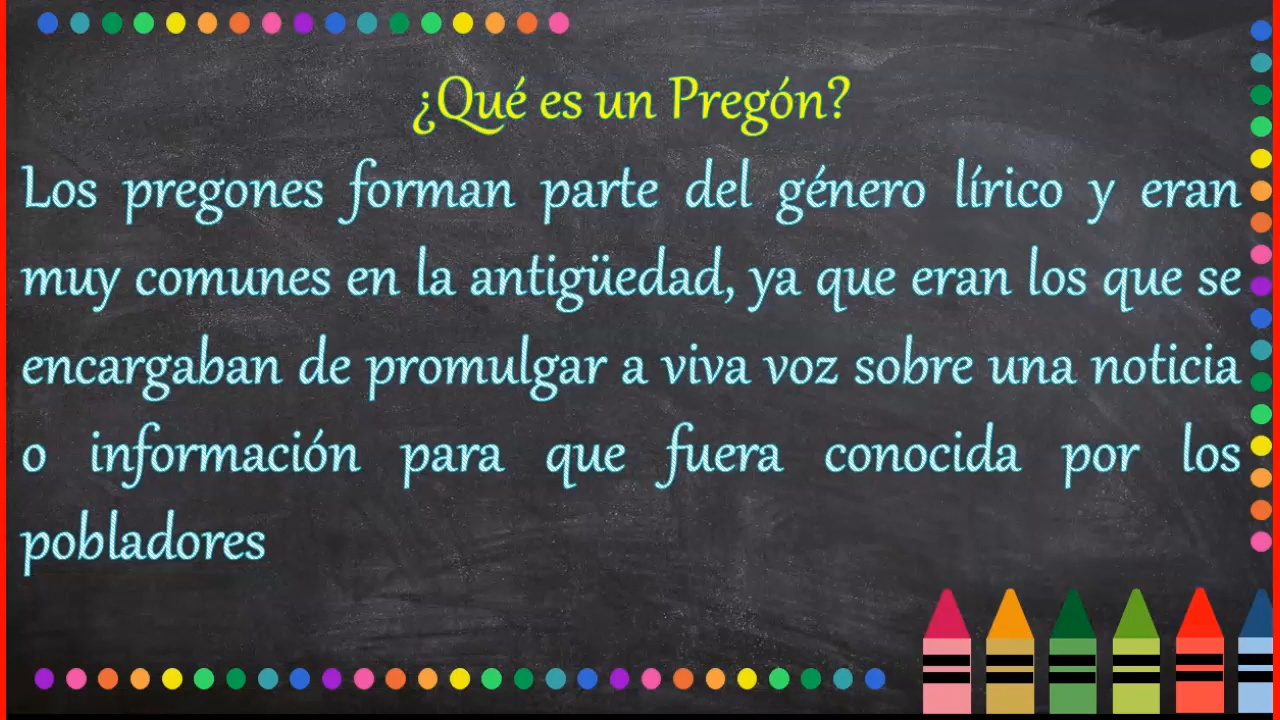 ¿Qué es un Pregón?
Los pregones forman parte del género lírico y eran
muy comunes en la antigüedad, ya que eran los que se
encargaban de promulgar a viva voz sobre una noticia
o información para que fuera conocida por los
pobladores